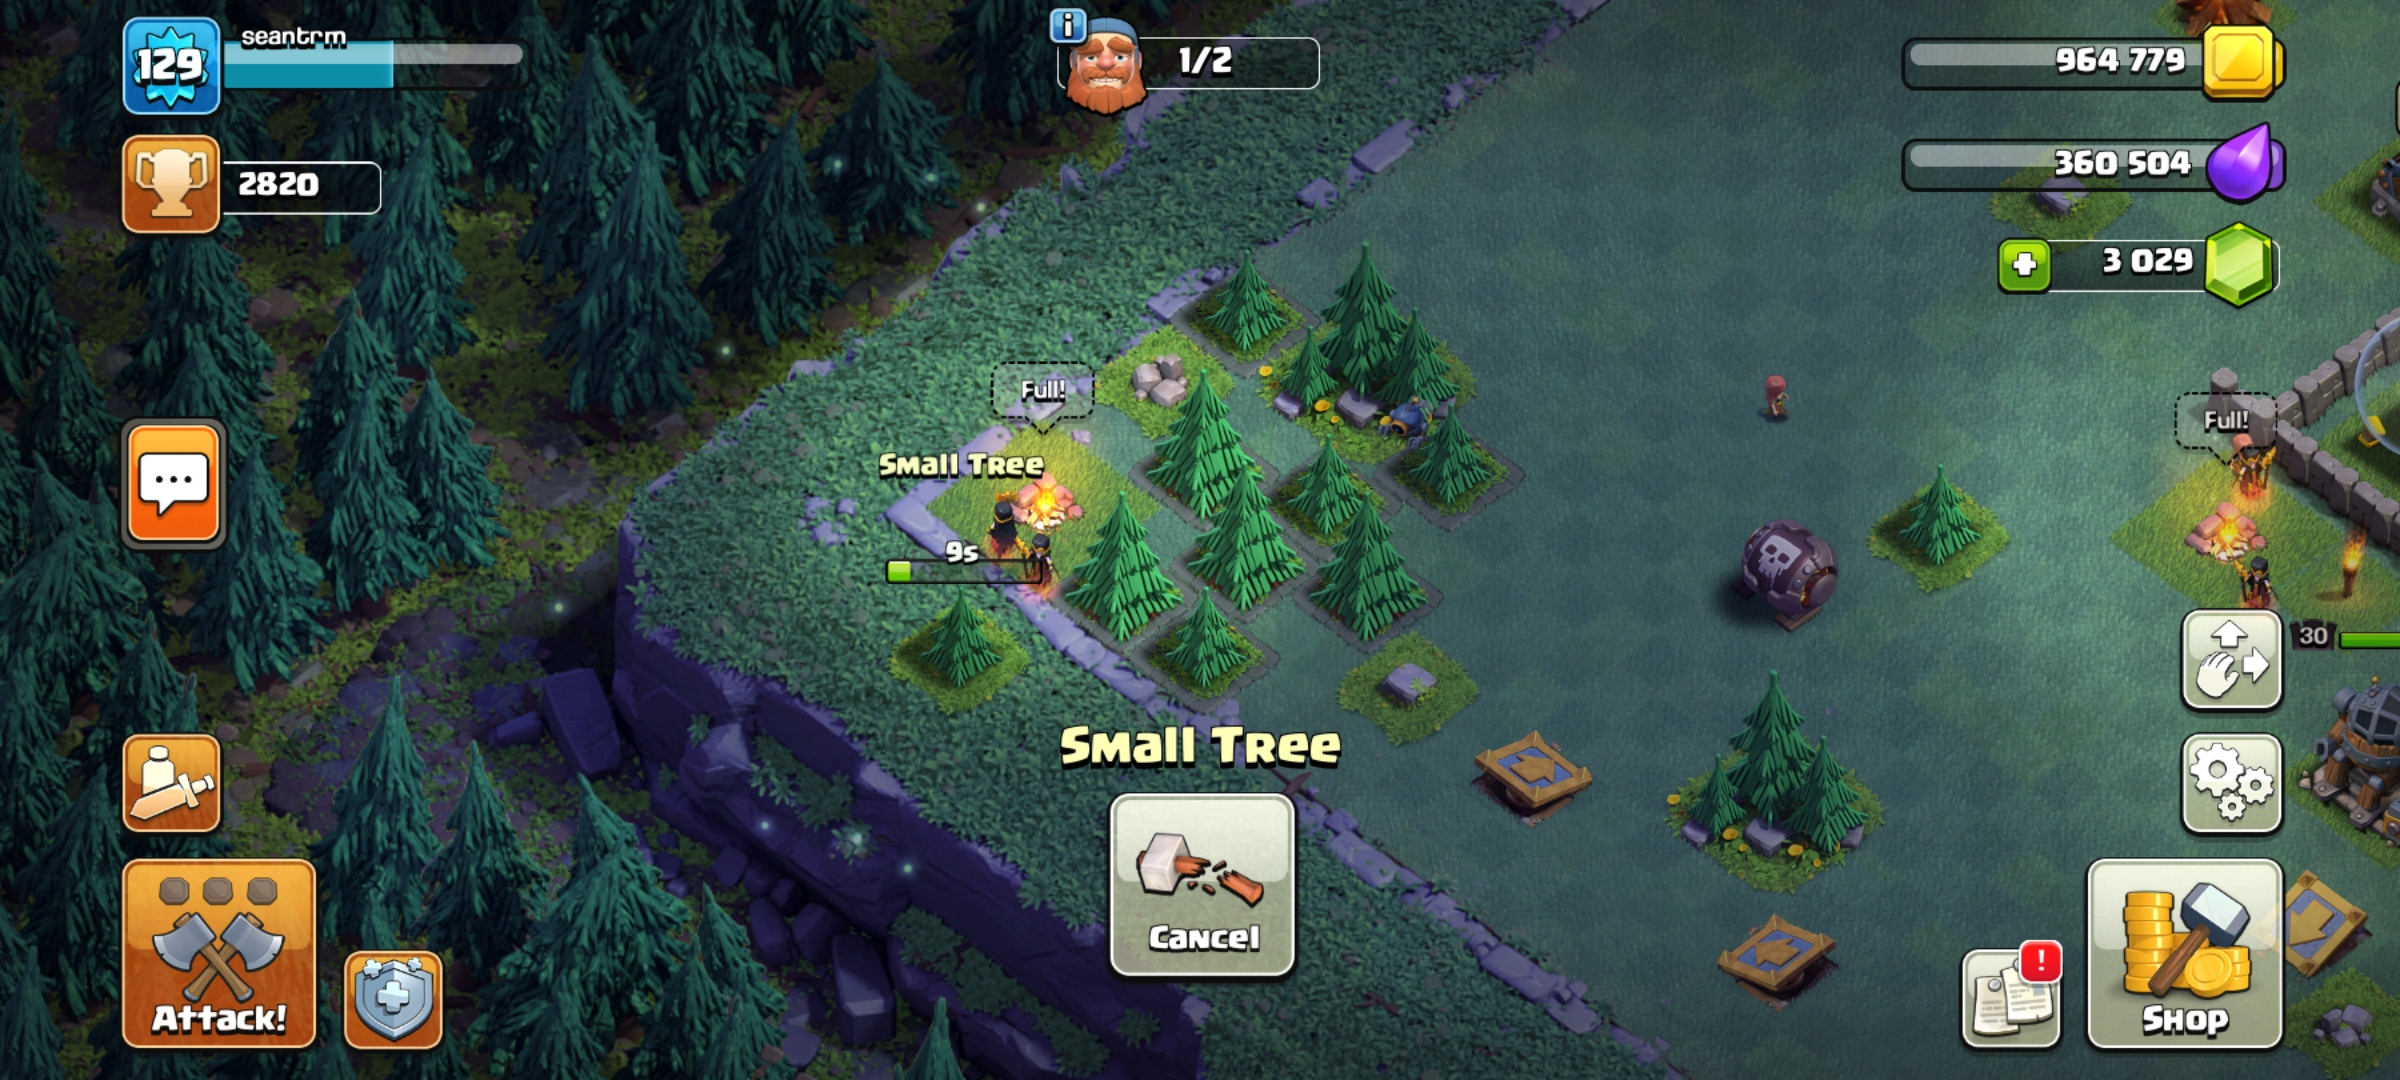 129
seantrm
1/2
964 779
2820
360 504
3 029
Full!
Full!
Small Tree
9s
30
Small Tree
Cancel
Attack!
!
Shop